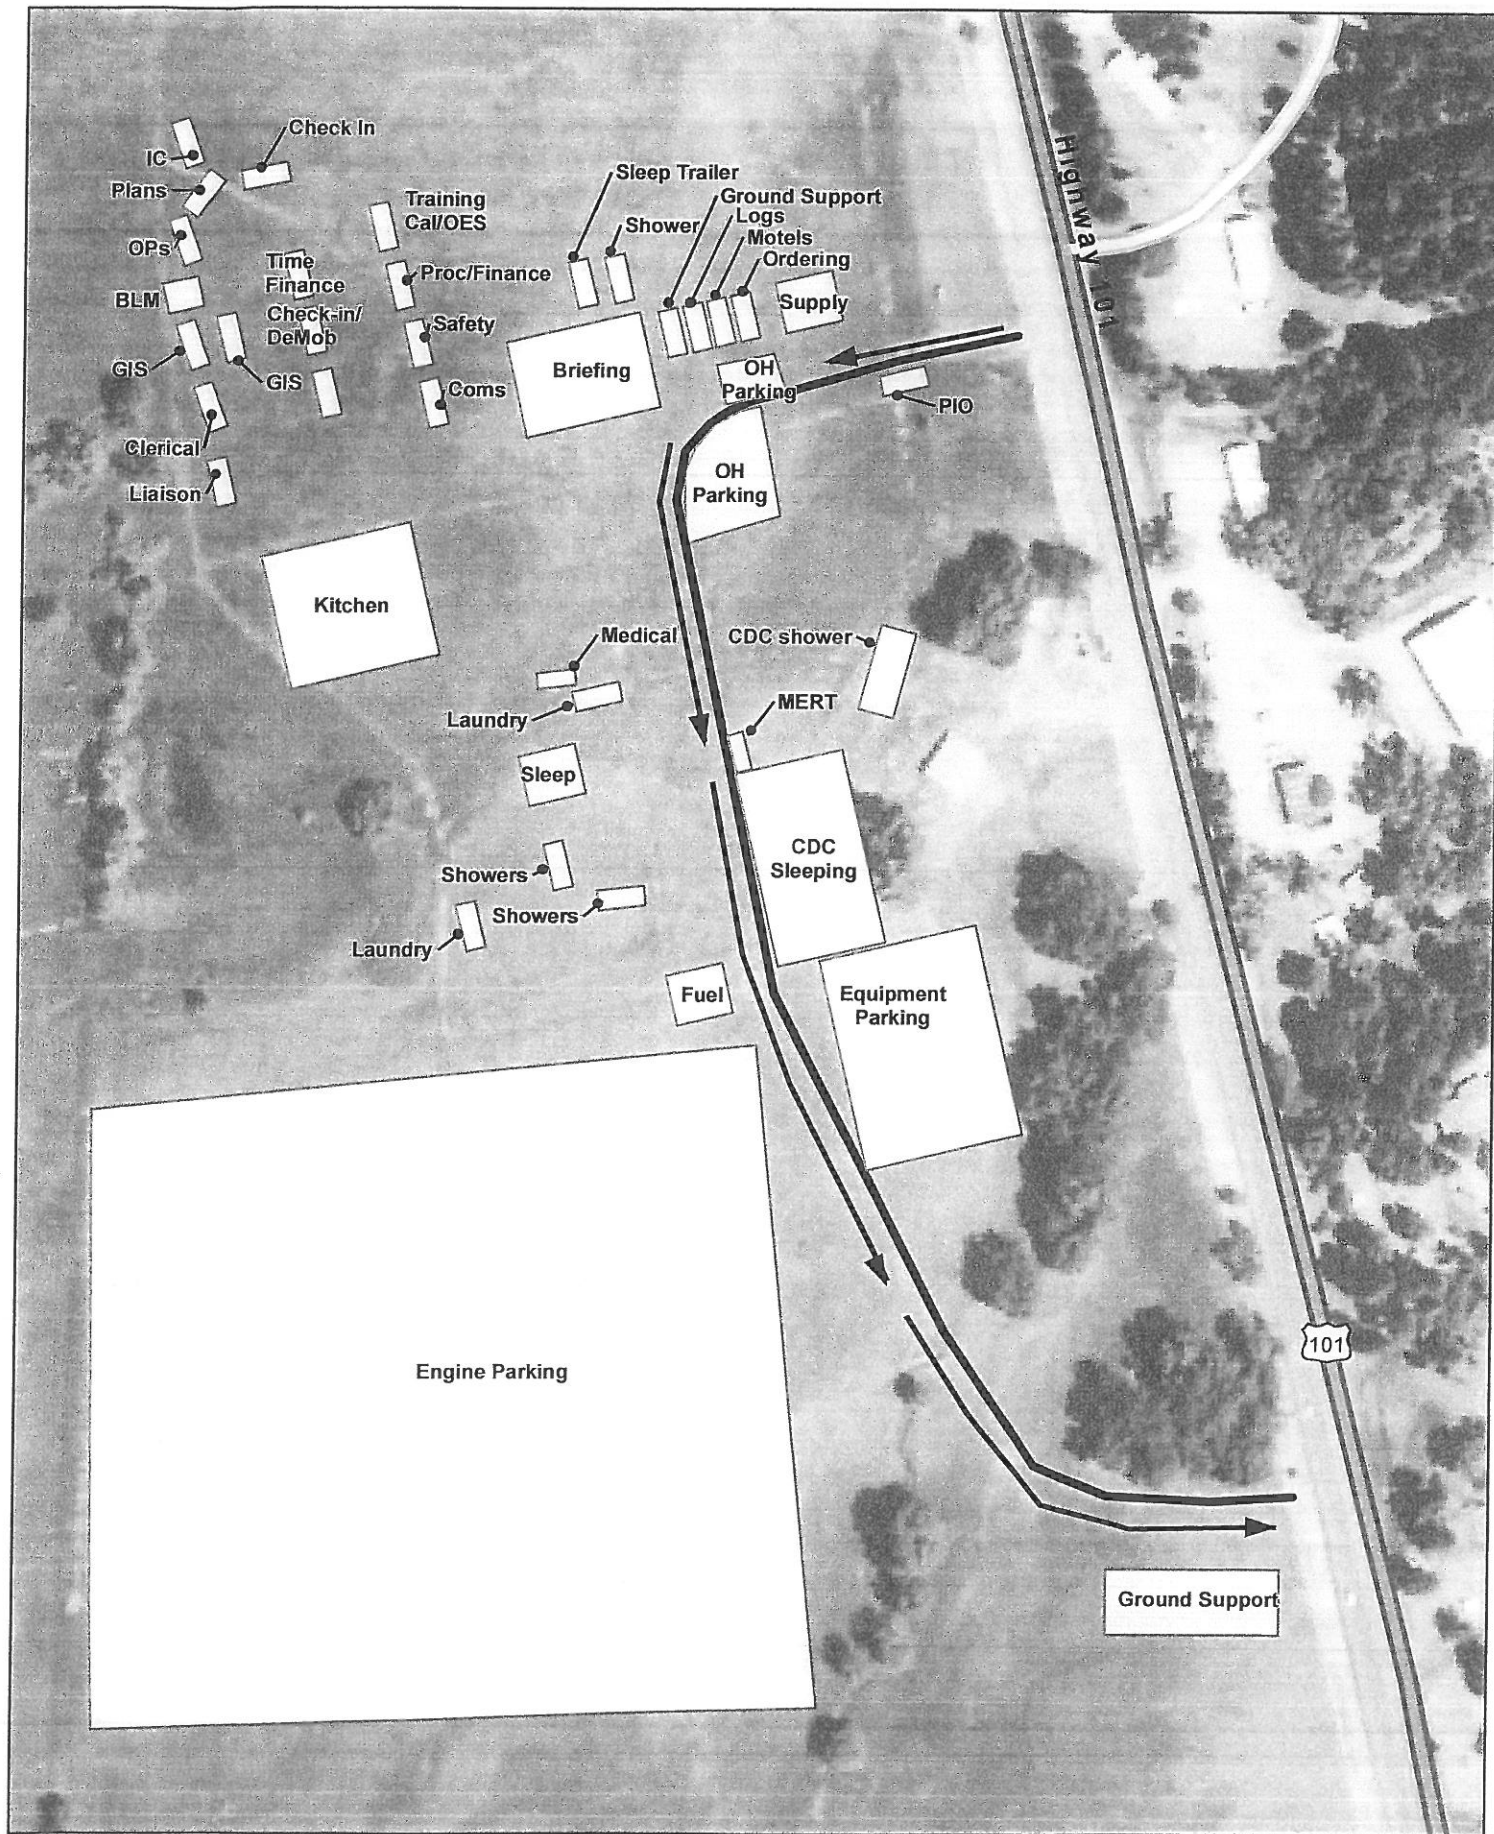 Check In
IC
Plans
OPs
BLM
GIS
GIS
Clerical
Liaison
Time
Finance
Check-in/
DeMob
Training
Cal/OES
Proc/Finance
Safety
Coms
Sleep Trailer
Shower
Ground Support
Logs
Motels
Ordering
Supply
Briefing
OH
Parking
PIO
OH
Parking
Highway 101
Kitchen
Medical
Laundry
CDC shower
MERT
Sleep
Showers
Showers
Laundry
CDC
Sleeping
Fuel
Equipment
Parking
Engine Parking
101
Ground Support